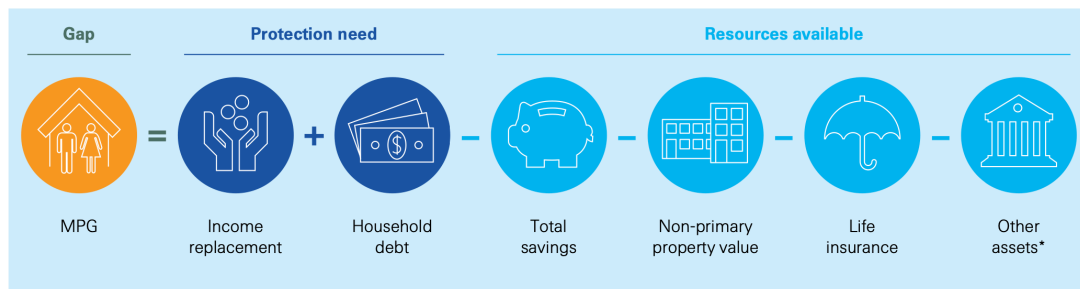 Gap
Protection need
Resources available
=
+
$
–
–
–
–
MPG
Income
replacement
Household
debt
Total
savings
Non-primary
property value
Life
insurance
Other
assets*